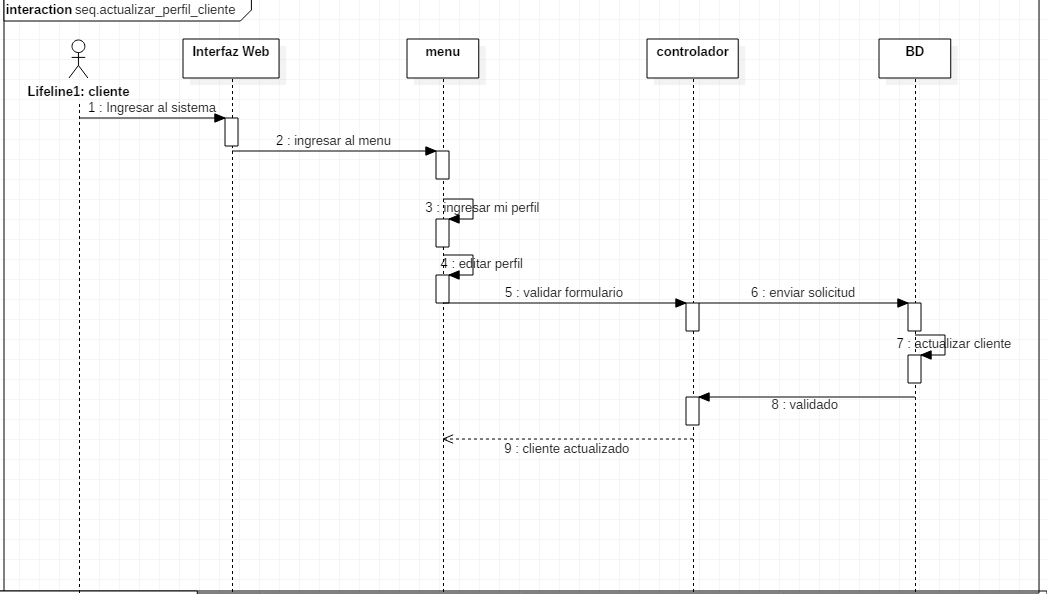 interaction seq.actualizar_perfil_cliente
Interfaz Web
menu
controlador
BD
Lifeline1: cliente
1 : Ingresar al sistema
2 : ingresar al menu
3 : ingresar mi perfil
4 : editar perfil
5 : validar formulario
6 : enviar solicitud
7 : actualizar cliente
8 : validado
9 : cliente actualizado